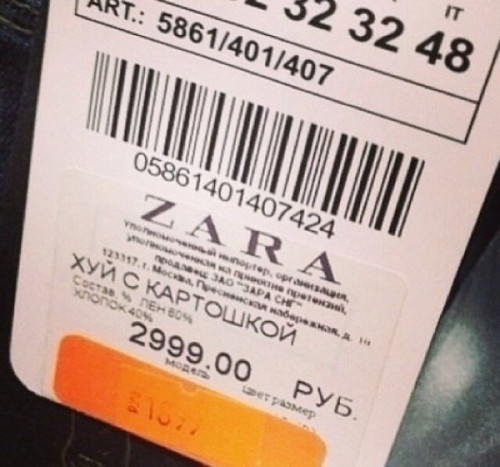 IT
32 32 48
ART.: 5861/401/407
05861401407424
ZARA
Уполномоченный импортер, организация,
уполномоченная на принятие претензий,
продавец: ЗАО "ЗАРА СНГ"
123317, г. Москва, Пресненская набережная, д. 10
ХУЙ С КАРТОШКОЙ
Состав, % ЛЕН 60%
ХЛОПОК 40%
2999.00 РУБ.
модель цвет размер